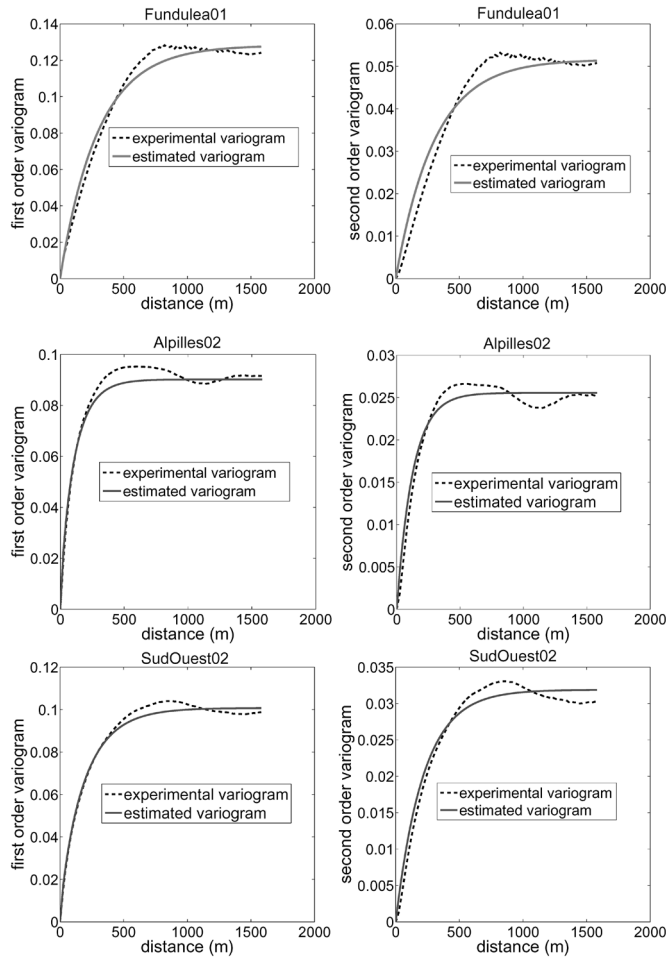 Fundulea01
0.14
0.12
0.1
0.08
0.06
0.04
0.02
0
first order variogram
experimental variogram
estimated variogram
0 500 1000 1500 2000
distance (m)
Fundulea01
0.06
0.05
0.04
0.03
0.02
0.01
0
second order variogram
experimental variogram
estimated variogram
0 500 1000 1500 2000
distance (m)
Alpilles02
0.1
0.08
0.06
0.04
0.02
0
first order variogram
experimental variogram
estimated variogram
0 500 1000 1500 2000
distance (m)
Alpilles02
0.03
0.025
0.02
0.015
0.01
0.005
0
second order variogram
experimental variogram
estimated variogram
0 500 1000 1500 2000
distance (m)
SudOuest02
0.12
0.1
0.08
0.06
0.04
0.02
0
first order variogram
experimental variogram
estimated variogram
0 500 1000 1500 2000
distance (m)
SudOuest02
0.035
0.03
0.025
0.02
0.015
0.01
0.005
0
second order variogram
experimental variogram
estimated variogram
0 500 1000 1500 2000
distance (m)